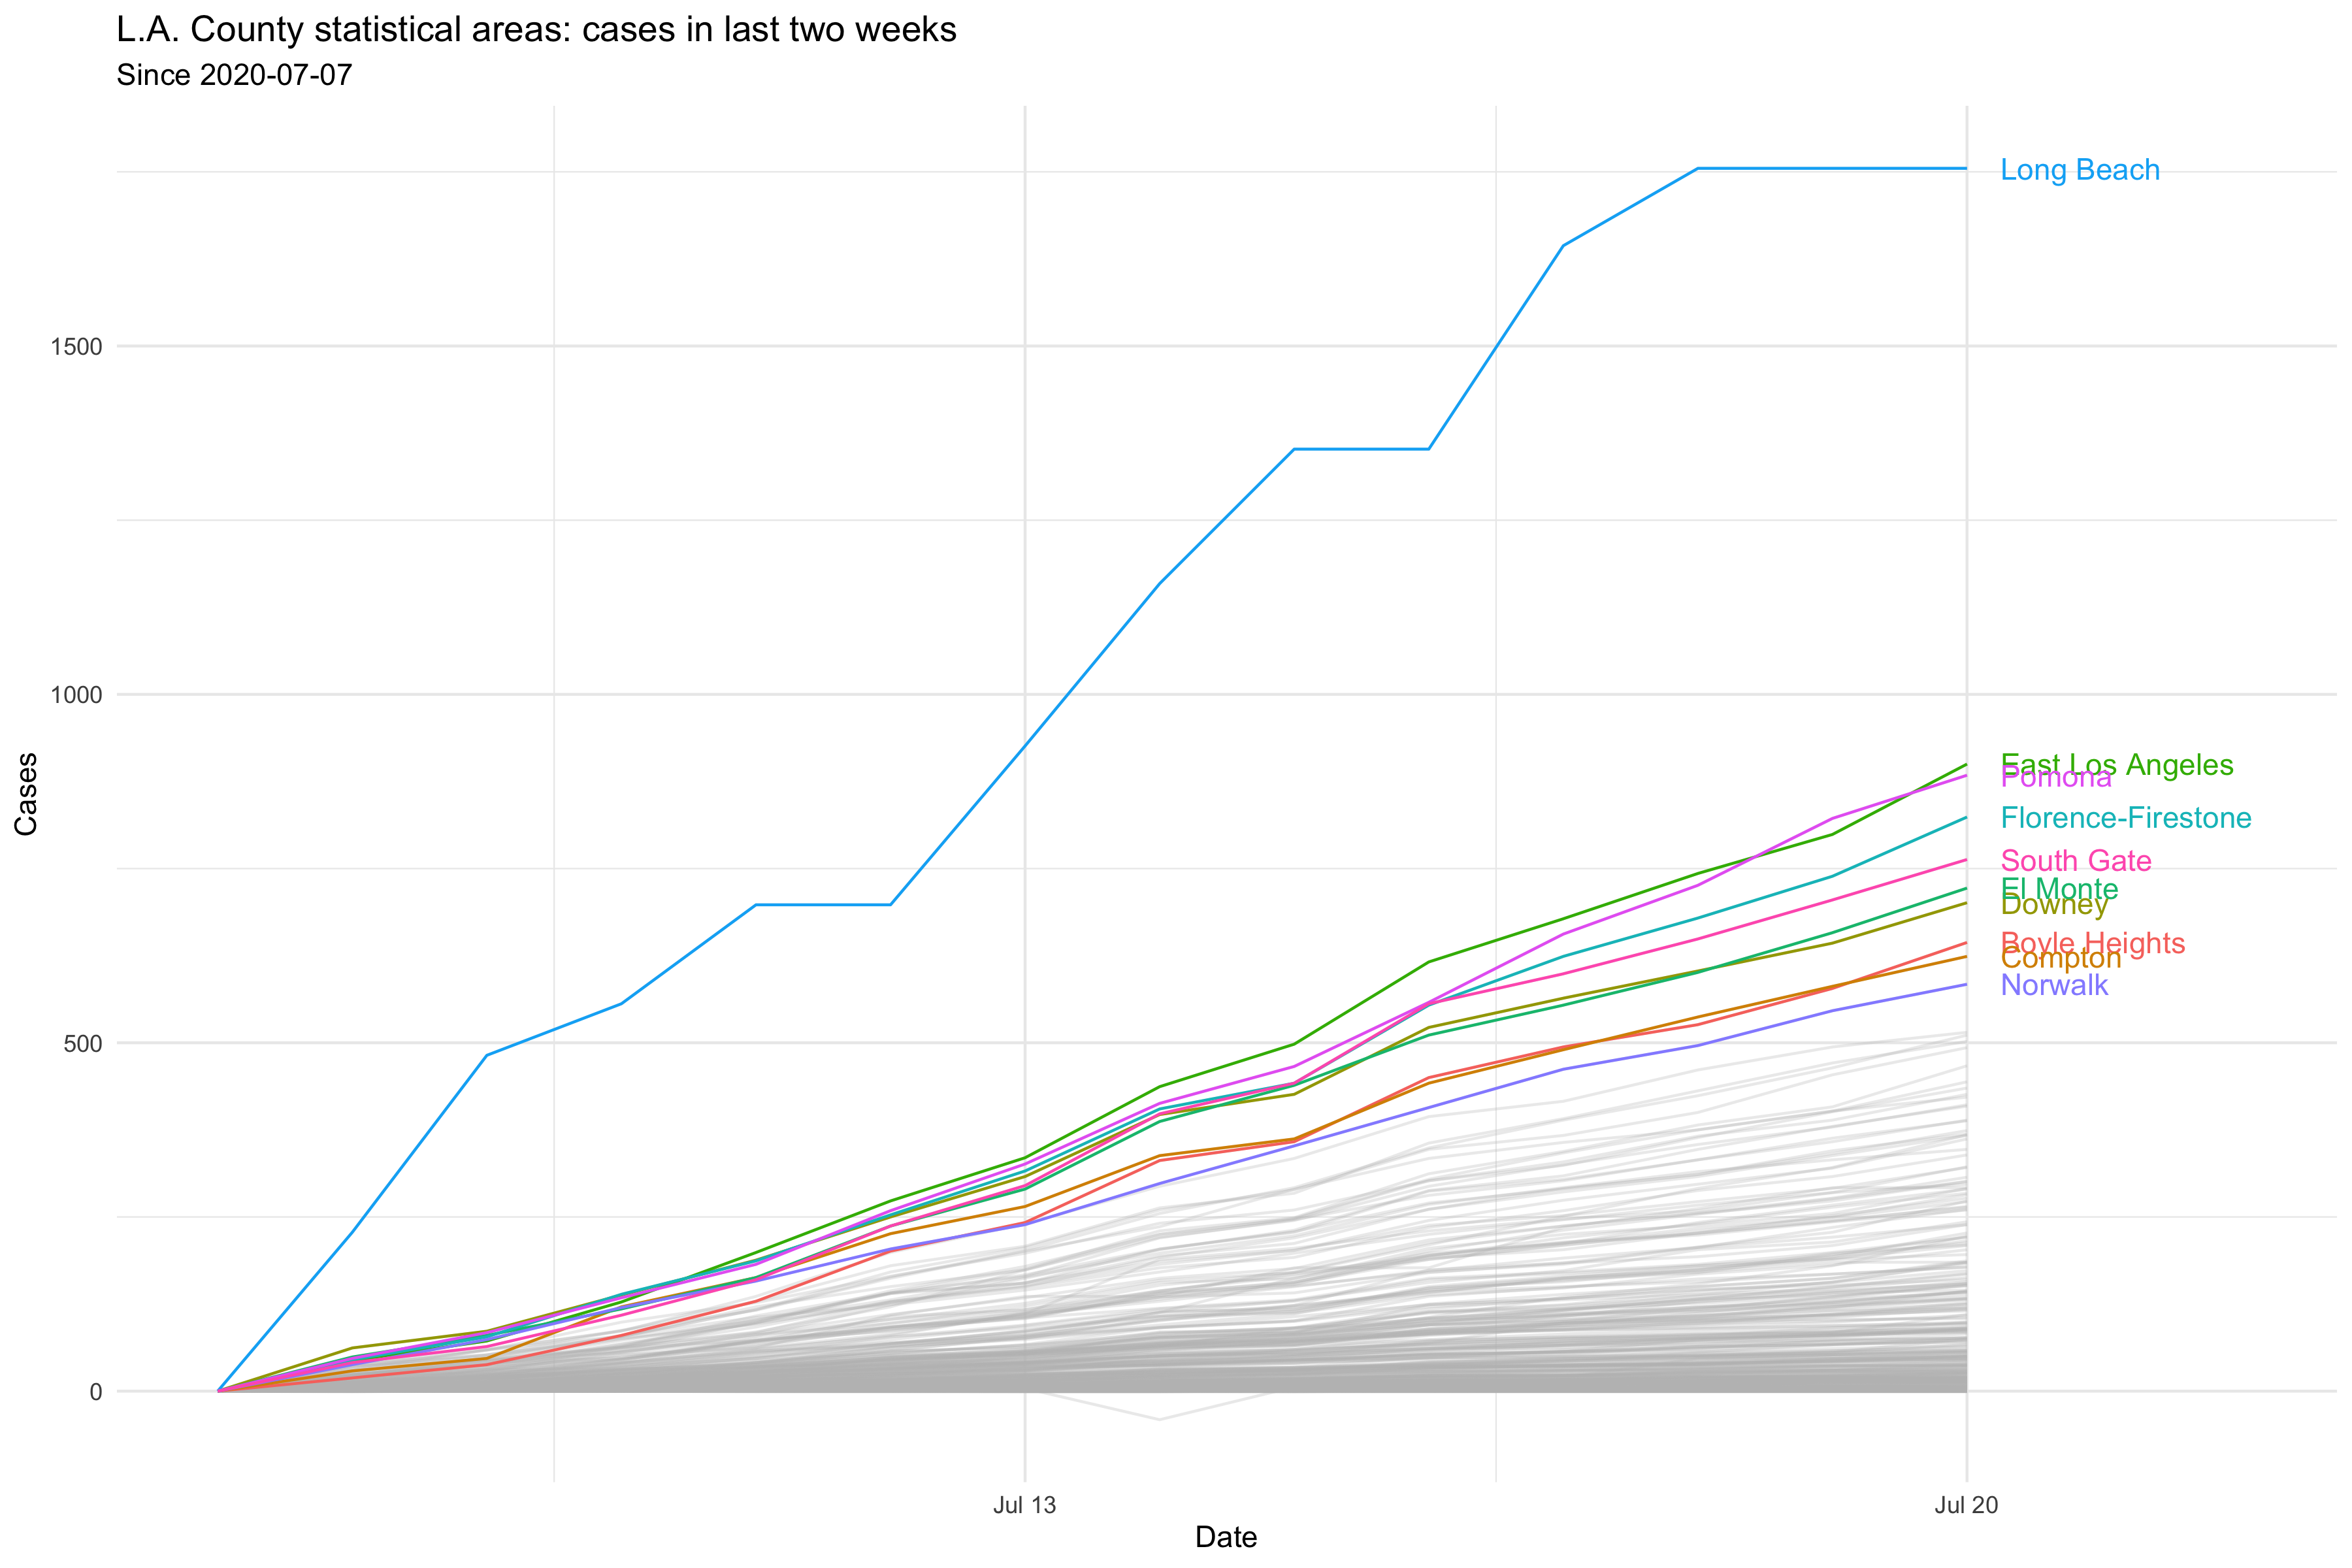 L.A. County statistical areas: cases in last two weeks
Since 2020-07-07
Long Beach
1500
1000
East Los Angeles
Pomona
Florence-Firestone
South Gate
El Monte
Downey
Boyle Heights
Compton
Norwalk
500
0
Cases
Jul 13
Jul 20
Date